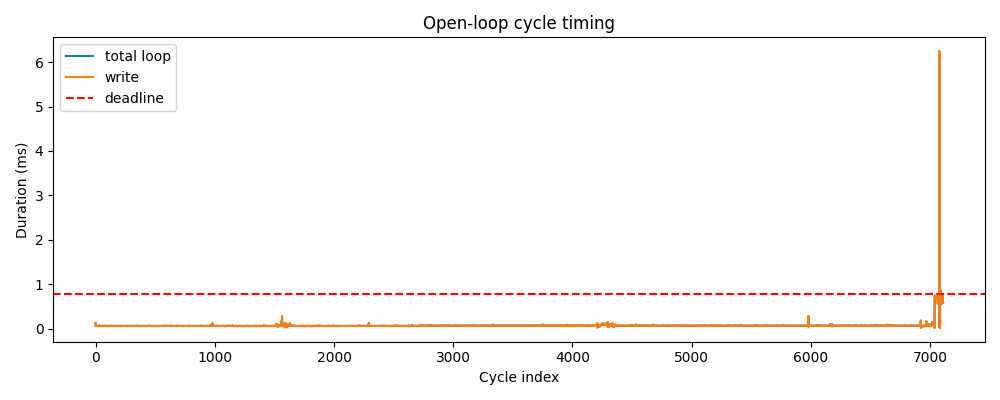 Open-loop cycle timing
total loop
write
deadline
Duration (ms)
6
5
4
3
2
1
0
0 1000 2000 3000 4000 5000 6000 7000
Cycle index